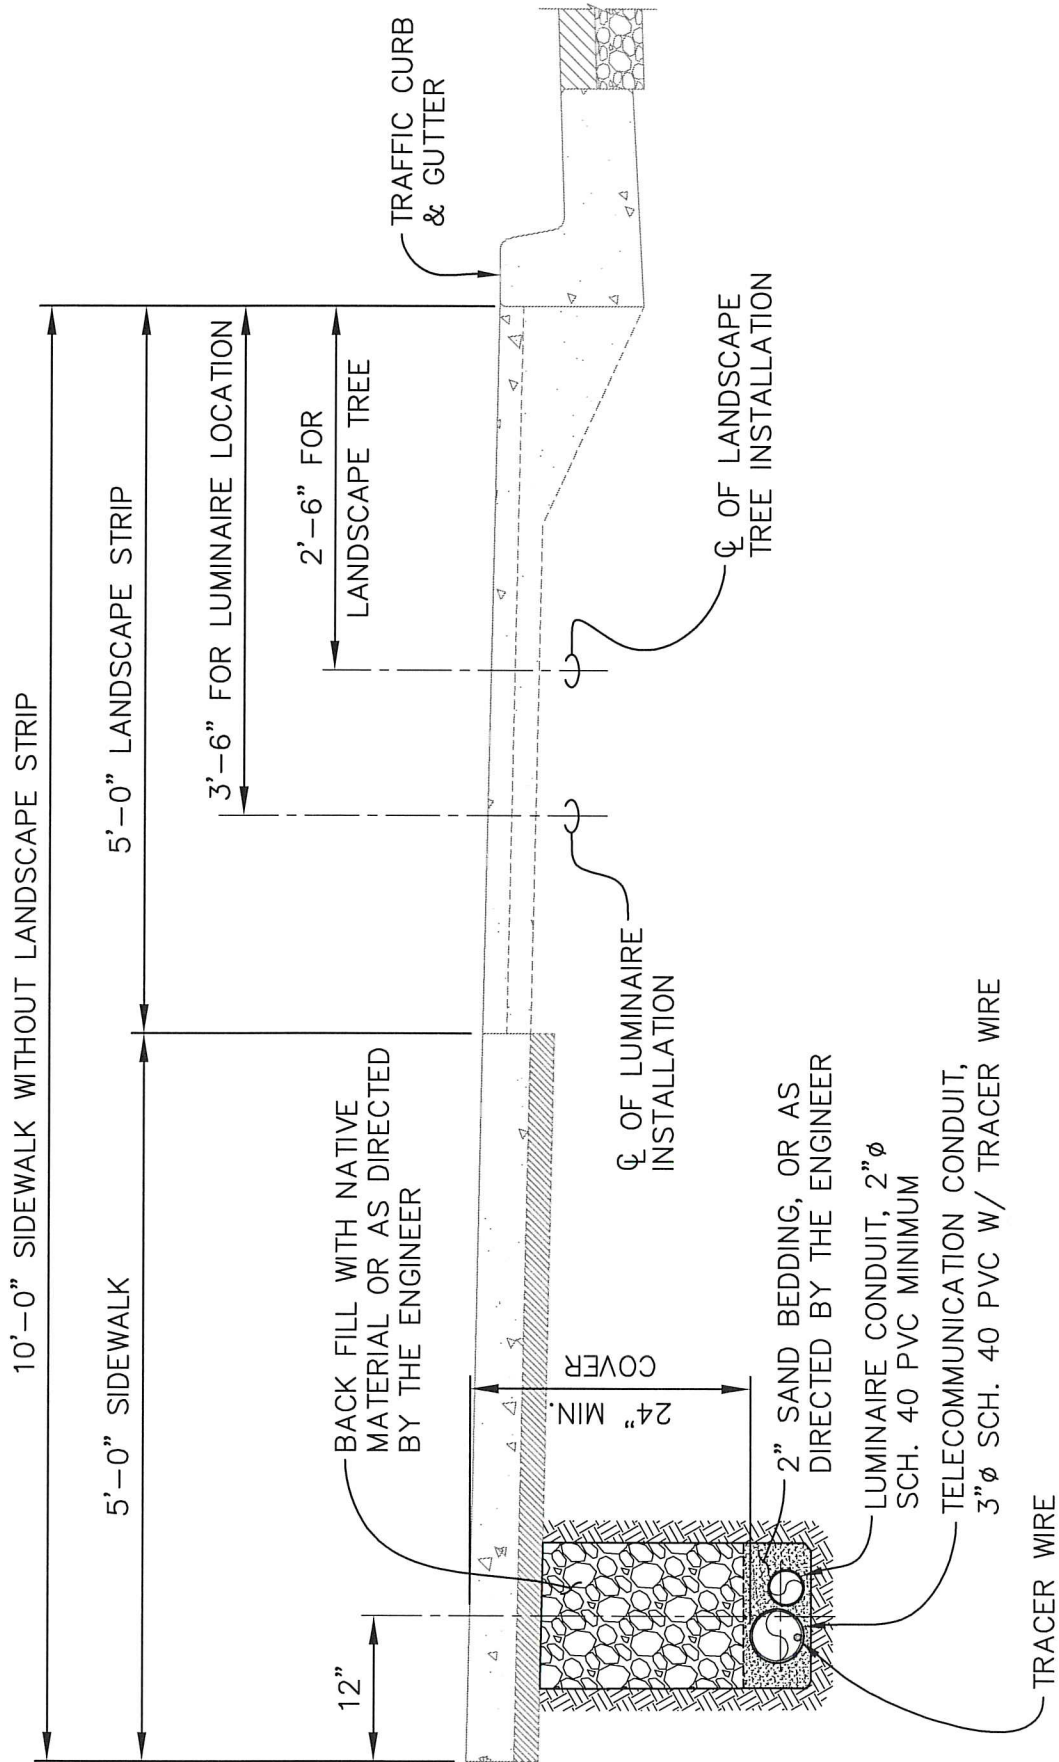 10'-0" SIDEWALK WITHOUT LANDSCAPE STRIP
5'-0" SIDEWALK
5'-0" LANDSCAPE STRIP
3'-6" FOR LUMINAIRE LOCATION
2'-6" FOR
LANDSCAPE TREE
TRAFFIC CURB
& GUTTER
12"
BACK FILL WITH NATIVE
MATERIAL OR AS DIRECTED
BY THE ENGINEER
24" MIN.
COVER
℄ OF LUMINAIRE
INSTALLATION
℄ OF LANDSCAPE
TREE INSTALLATION
2" SAND BEDDING, OR AS
DIRECTED BY THE ENGINEER
LUMINAIRE CONDUIT, 2"ø
SCH. 40 PVC MINIMUM
TELECOMMUNICATION CONDUIT,
3"ø SCH. 40 PVC W/ TRACER WIRE
TRACER WIRE